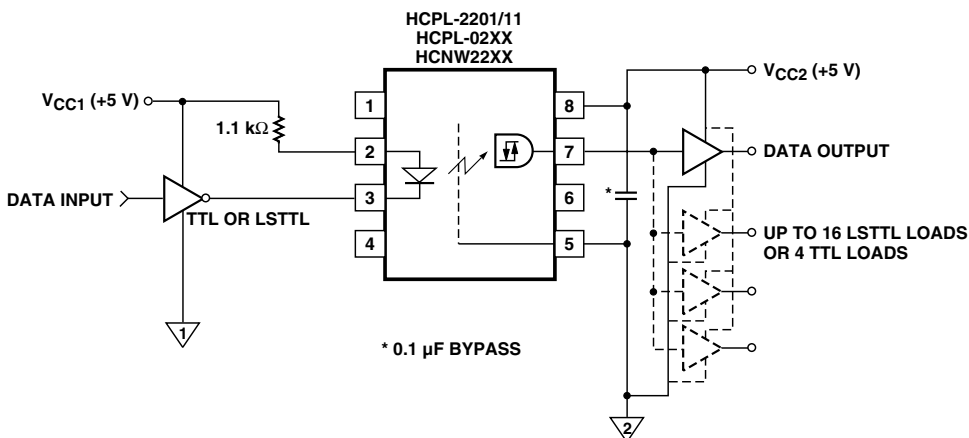 HCPL-2201/11
HCPL-02XX
HCNW22XX
VCC1 (+5 V)
1.1 kΩ
DATA INPUT
TTL OR LSTTL
1
1
2
3
4
8
7
6
5
*
VCC2 (+5 V)
DATA OUTPUT
UP TO 16 LSTTL LOADS
OR 4 TTL LOADS
* 0.1 µF BYPASS
2